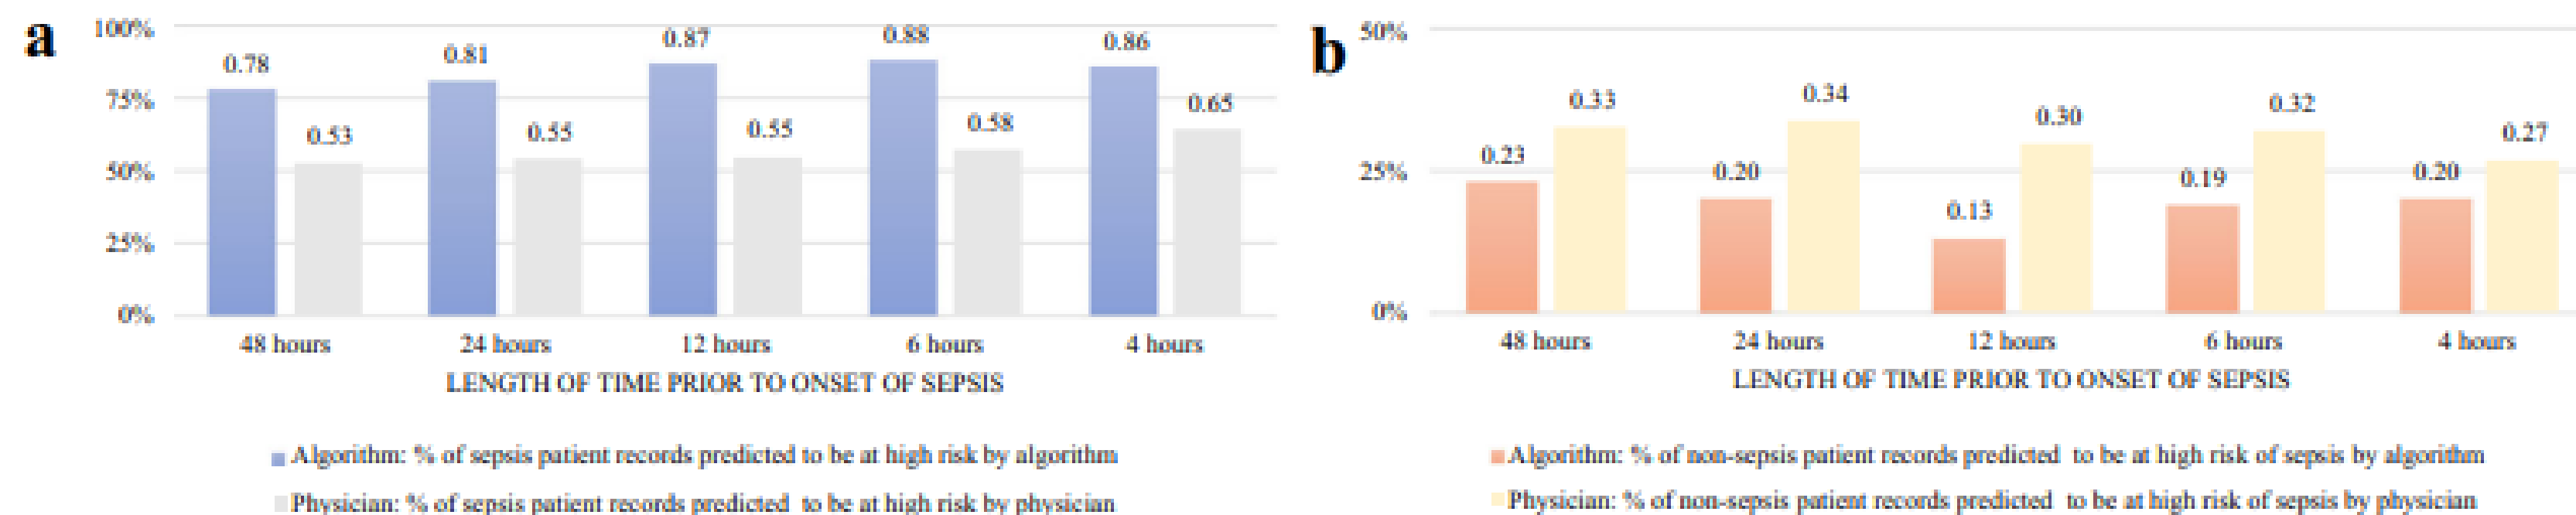 a
100%
75%
50%
25%
0%
0.78
0.53
0.81
0.55
0.87
0.55
0.88
0.58
0.86
0.65
48 hours
24 hours
12 hours
6 hours
4 hours
LENGTH OF TIME PRIOR TO ONSET OF SEPSIS
Algorithm: % of sepsis patient records predicted to be at high risk by algorithm
Physician: % of sepsis patient records predicted to be at high risk by physician
b
50%
25%
0%
0.23
0.33
0.20
0.34
0.13
0.30
0.19
0.32
0.20
0.27
48 hours
24 hours
12 hours
6 hours
4 hours
LENGTH OF TIME PRIOR TO ONSET OF SEPSIS
Algorithm: % of non-sepsis patient records predicted to be at high risk of sepsis by algorithm
Physician: % of non-sepsis patient records predicted to be at high risk of sepsis by physician